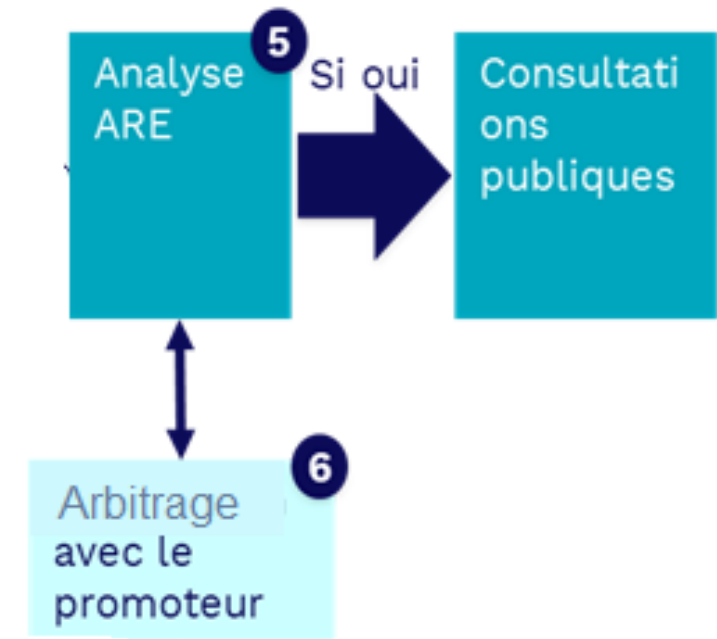 5
Analyse
ARE
Si oui
Consultati
ons
publiques
6
Arbitrage
avec le
promoteur